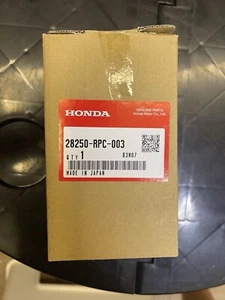 HONDA
GENUINE PARTS
Honda Motor Co., Ltd.
28250-RPC-003
QTY 1 03H07
MADE IN JAPAN